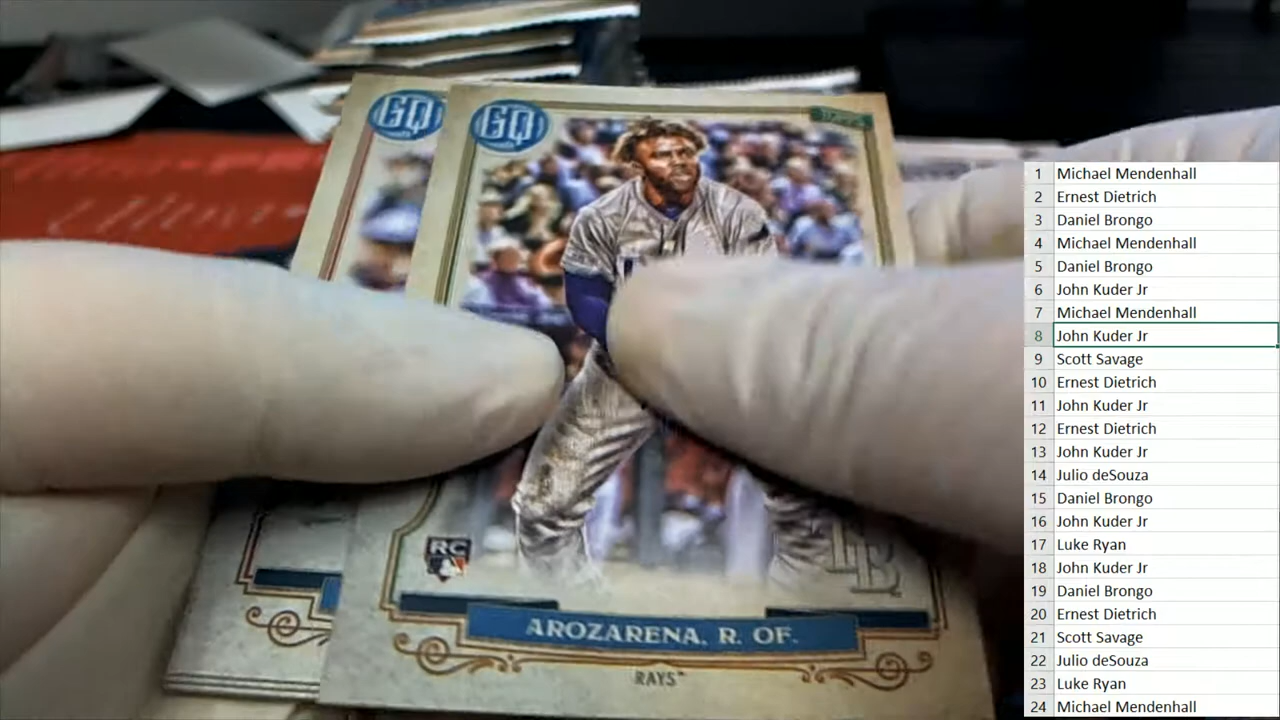 GQ
GQ
RC
AROZARENA, R. OF.
RAYS™
1 Michael Mendenhall
2 Ernest Dietrich
3 Daniel Brongo
4 Michael Mendenhall
5 Daniel Brongo
6 John Kuder Jr
7 Michael Mendenhall
8 John Kuder Jr
9 Scott Savage
10 Ernest Dietrich
11 John Kuder Jr
12 Ernest Dietrich
13 John Kuder Jr
14 Julio deSouza
15 Daniel Brongo
16 John Kuder Jr
17 Luke Ryan
18 John Kuder Jr
19 Daniel Brongo
20 Ernest Dietrich
21 Scott Savage
22 Julio deSouza
23 Luke Ryan
24 Michael Mendenhall